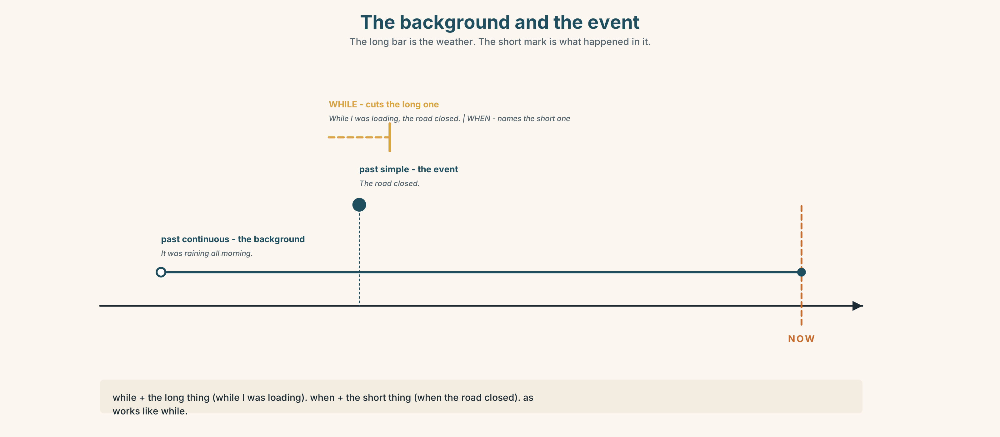 The background and the event
The long bar is the weather. The short mark is what happened in it.
WHILE - cuts the long one
While I was loading, the road closed. | WHEN - names the short one
past simple - the event
The road closed.
past continuous - the background
It was raining all morning.
NOW
while + the long thing (while I was loading). when + the short thing (when the road closed). as
works like while.